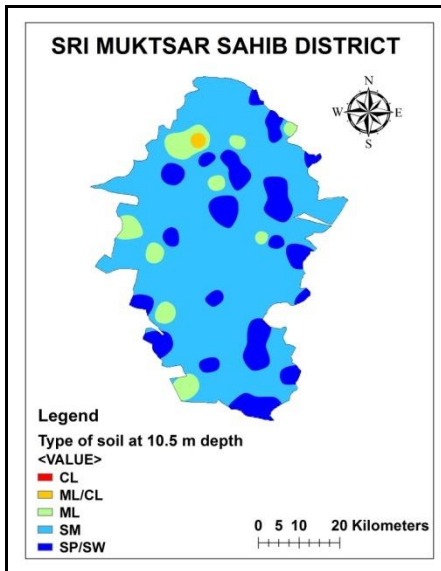 SRI MUKTSAR SAHIB DISTRICT
N
W E
S
Legend
Type of soil at 10.5 m depth
<VALUE>
CL
ML/CL
ML
SM
SP/SW
0 5 10 20 Kilometers